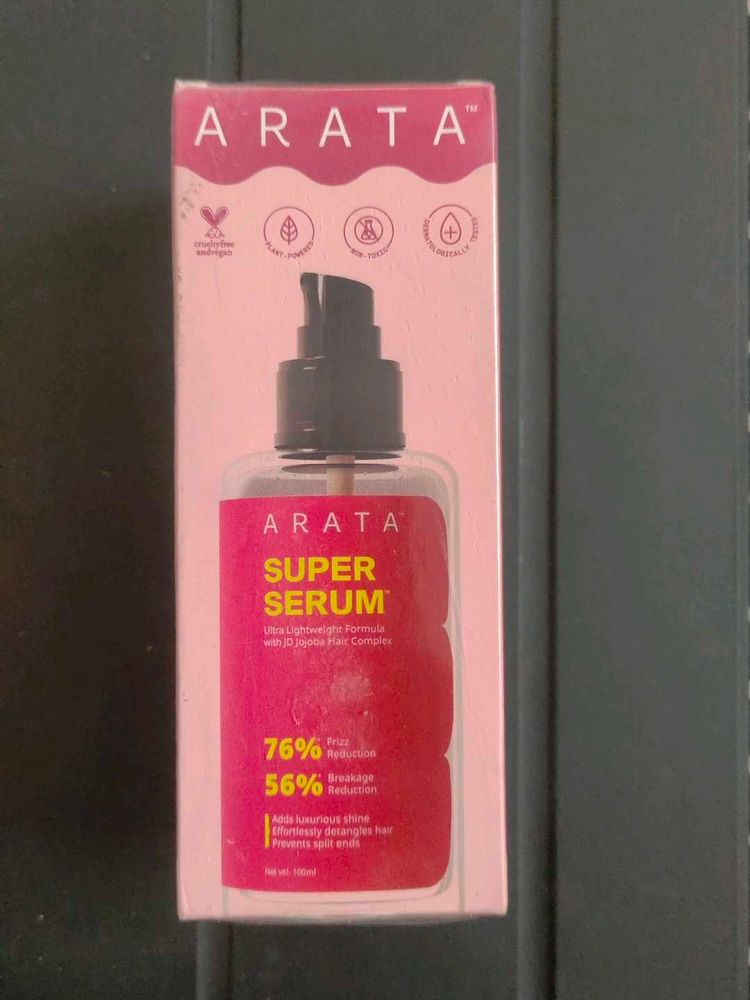 ARATA™
crueltyfree
andvegan
PLANT-POWERED
NON-TOXIC
DERMATOLOGICALLY TESTED
ARATA™
SUPER
SERUM™
Ultra Lightweight Formula
with JD Jojoba Hair Complex
76%* Frizz
Reduction
56%* Breakage
Reduction
Adds luxurious shine
Effortlessly detangles hair
Prevents split ends
Net vol. 100ml